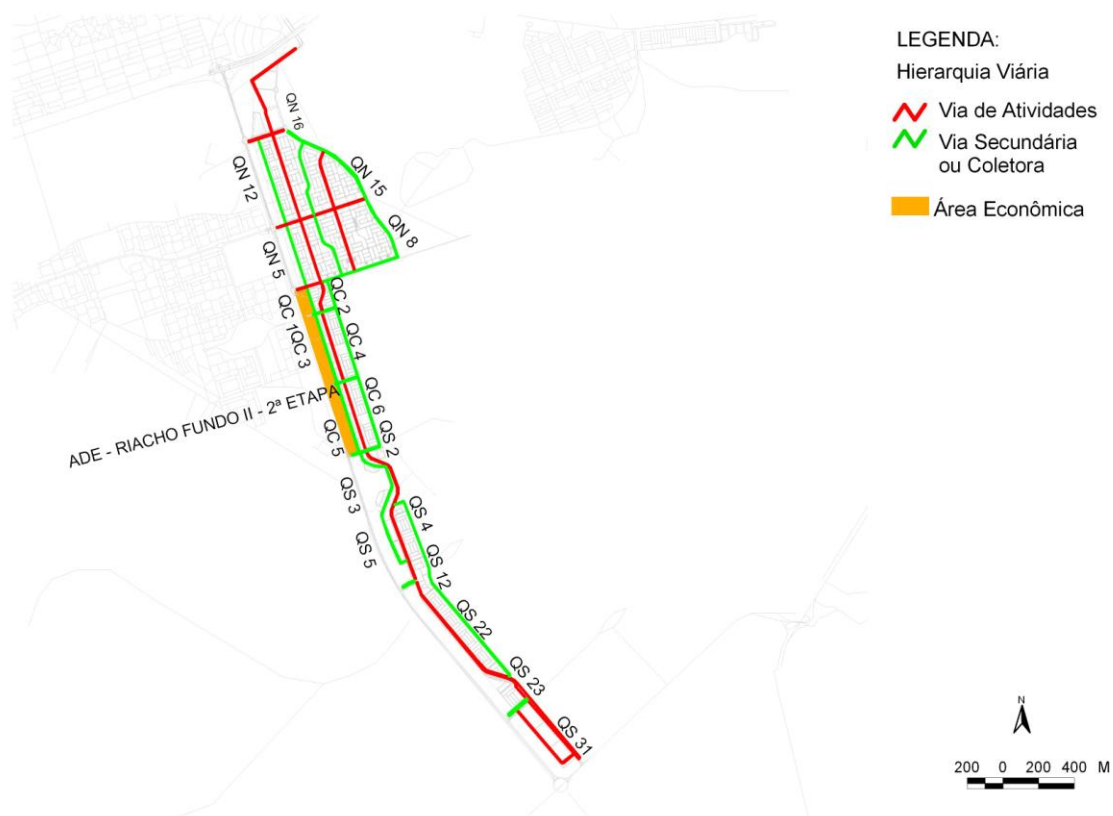 LEGENDA:
Hierarquia Viária
Via de Atividades
Via Secundária
ou Coletora
Área Econômica
QN 16
QN 12
QN 15
QN 8
QN 5
QC 2
QC 1
QC 3
QC 4
QC 6
ADE - RIACHO FUNDO II - 2ª ETAPA
QC 5
QS 2
QS 3
QS 4
QS 5
QS 12
QS 22
QS 23
QS 31
N
200 0 200 400 M